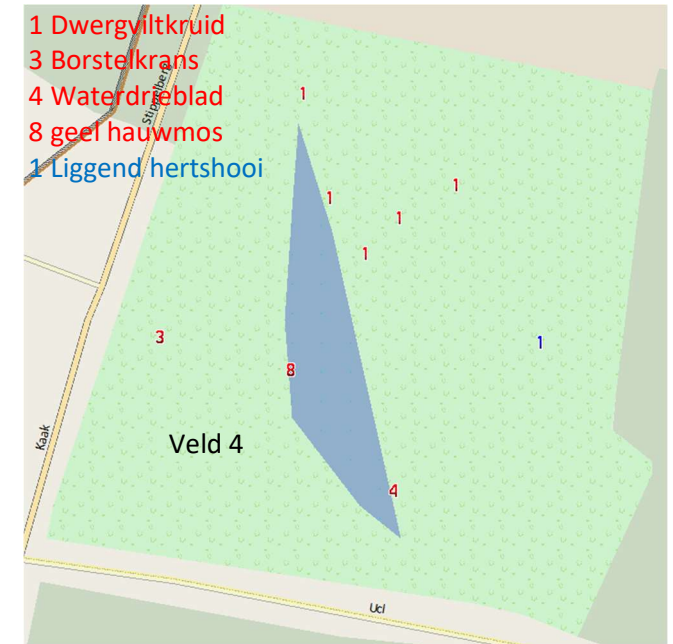 1 Dwergviltkruid
3 Borstelkrans
4 Waterdrieblad
8 geel hauwmos
1 Liggend hertshooi
Stippelberg
1
1
1
1
1
3
1
8
Kaak
Veld 4
4
Ucl